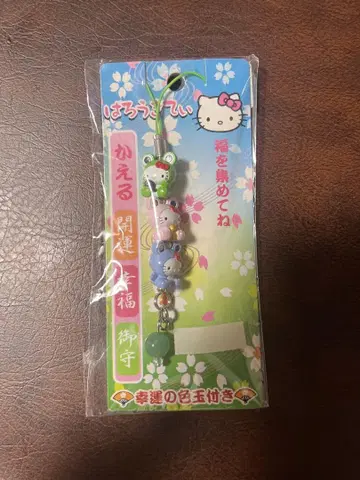 はろうきてぃ
かえる
開運
幸福
御守
福を集めてね
幸運の色玉付き